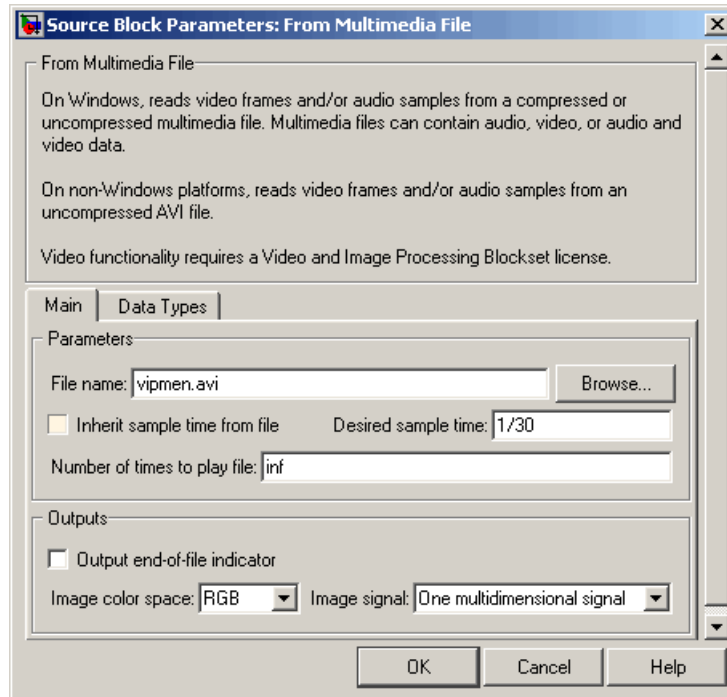 Source Block Parameters: From Multimedia File
From Multimedia File
On Windows, reads video frames and/or audio samples from a compressed or
uncompressed multimedia file. Multimedia files can contain audio, video, or audio and
video data.
On non-Windows platforms, reads video frames and/or audio samples from an
uncompressed AVI file.
Video functionality requires a Video and Image Processing Blockset license.
Main Data Types
Parameters
File name: vipmen.avi Browse...
Inherit sample time from file Desired sample time: 1/30
Number of times to play file: inf
Outputs
Output end-of-file indicator
Image color space: RGB Image signal: One multidimensional signal
OK Cancel Help